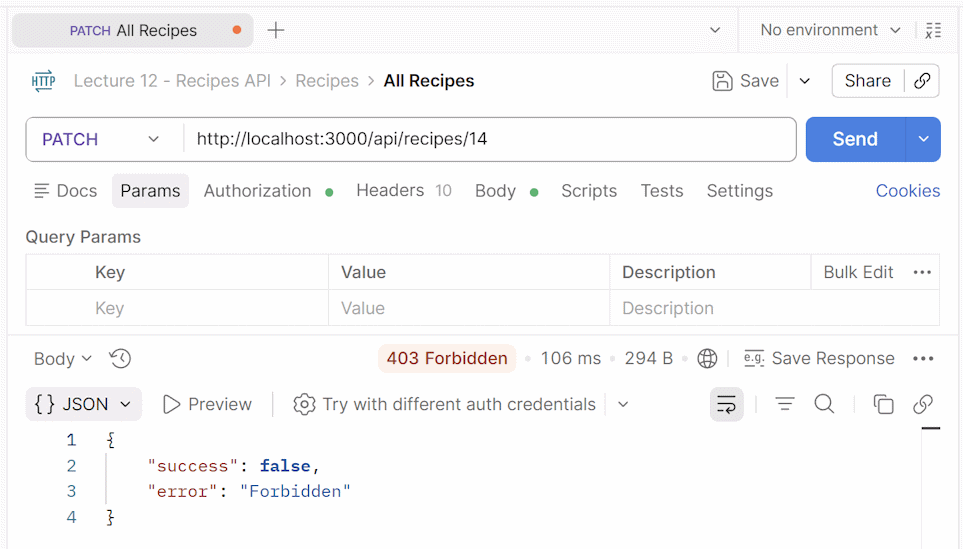 PATCH All Recipes No environment
HTTP Lecture 12 - Recipes API > Recipes > All Recipes Save Share
PATCH http://localhost:3000/api/recipes/14 Send
Docs Params Authorization Headers 10 Body Scripts Tests Settings Cookies
Query Params
Key Value Description Bulk Edit
Key Value Description
Body 403 Forbidden 106 ms 294 B e.g. Save Response
{} JSON Preview Try with different auth credentials
1 {
2 "success": false,
3 "error": "Forbidden"
4 }